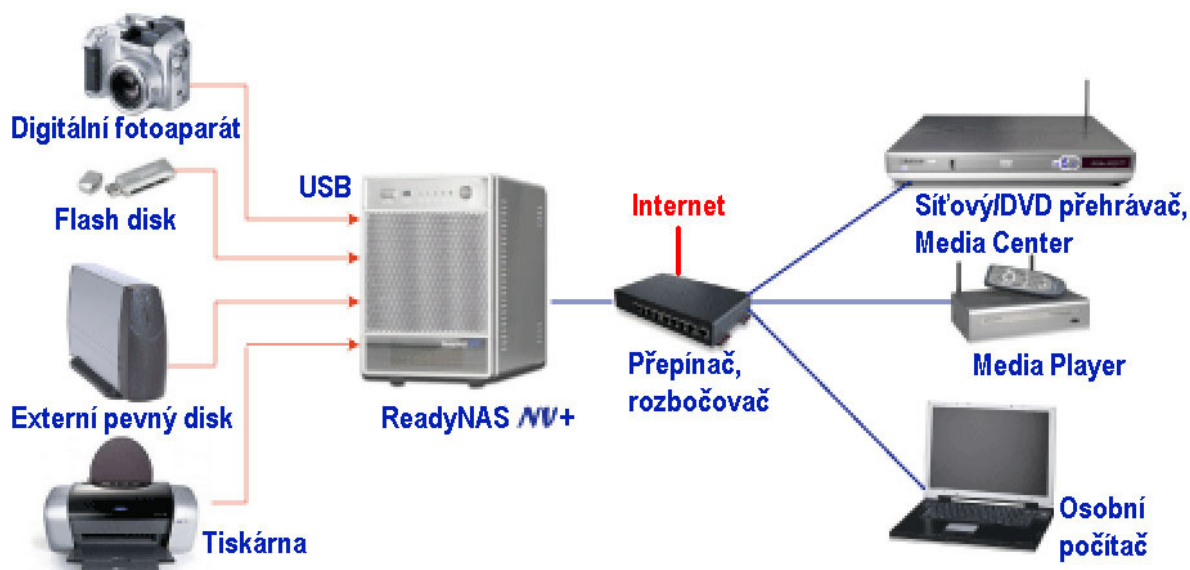 Digitální fotoaparát
Flash disk
Externí pevný disk
Tiskárna
USB
ReadyNAS NV+
Internet
Přepínač,
rozbočovač
Síťový/DVD přehrávač,
Media Center
Media Player
Osobní
počítač